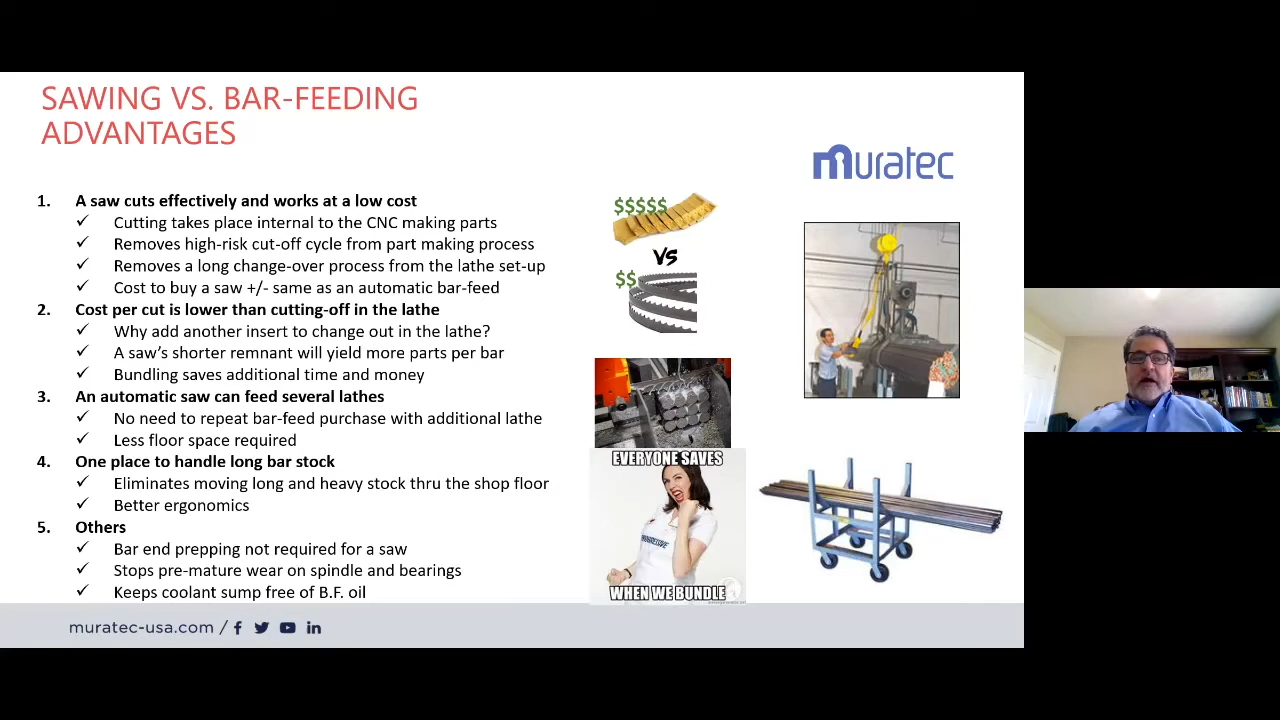 SAWING VS. BAR-FEEDING
ADVANTAGES
muratec
1. A saw cuts effectively and works at a low cost
✓ Cutting takes place internal to the CNC making parts
✓ Removes high-risk cut-off cycle from part making process
✓ Removes a long change-over process from the lathe set-up
✓ Cost to buy a saw +/- same as an automatic bar-feed
2. Cost per cut is lower than cutting-off in the lathe
✓ Why add another insert to change out in the lathe?
✓ A saw's shorter remnant will yield more parts per bar
✓ Bundling saves additional time and money
3. An automatic saw can feed several lathes
✓ No need to repeat bar-feed purchase with additional lathe
✓ Less floor space required
4. One place to handle long bar stock
✓ Eliminates moving long and heavy stock thru the shop floor
✓ Better ergonomics
5. Others
✓ Bar end prepping not required for a saw
✓ Stops pre-mature wear on spindle and bearings
✓ Keeps coolant sump free of B.F. oil
$$$$$
VS
$$
EVERYONE SAVES
PROGRESSIVE
WHEN WE BUNDLE
muratec-usa.com /